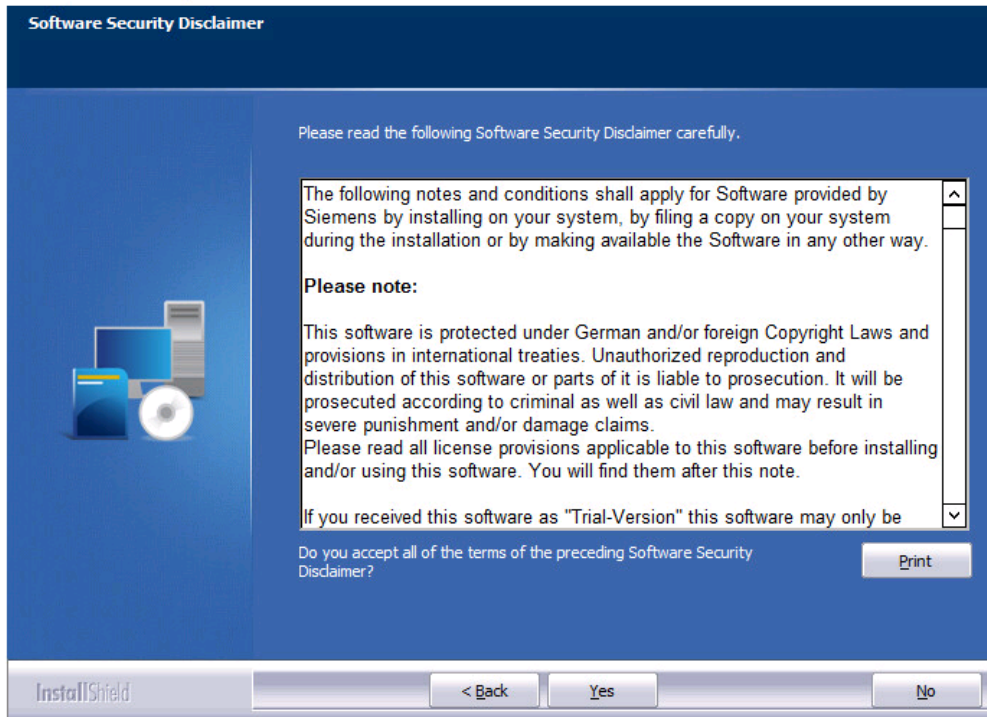 Software Security Disclaimer
Please read the following Software Security Disclaimer carefully.
The following notes and conditions shall apply for Software provided by
Siemens by installing on your system, by filing a copy on your system
during the installation or by making available the Software in any other way.
Please note:
This software is protected under German and/or foreign Copyright Laws and
provisions in international treaties. Unauthorized reproduction and
distribution of this software or parts of it is liable to prosecution. It will be
prosecuted according to criminal as well as civil law and may result in
severe punishment and/or damage claims.
Please read all license provisions applicable to this software before installing
and/or using this software. You will find them after this note.
If you received this software as "Trial-Version" this software may only be
Do you accept all of the terms of the preceding Software Security
Disclaimer?
Print
InstallShield
< Back
Yes
No